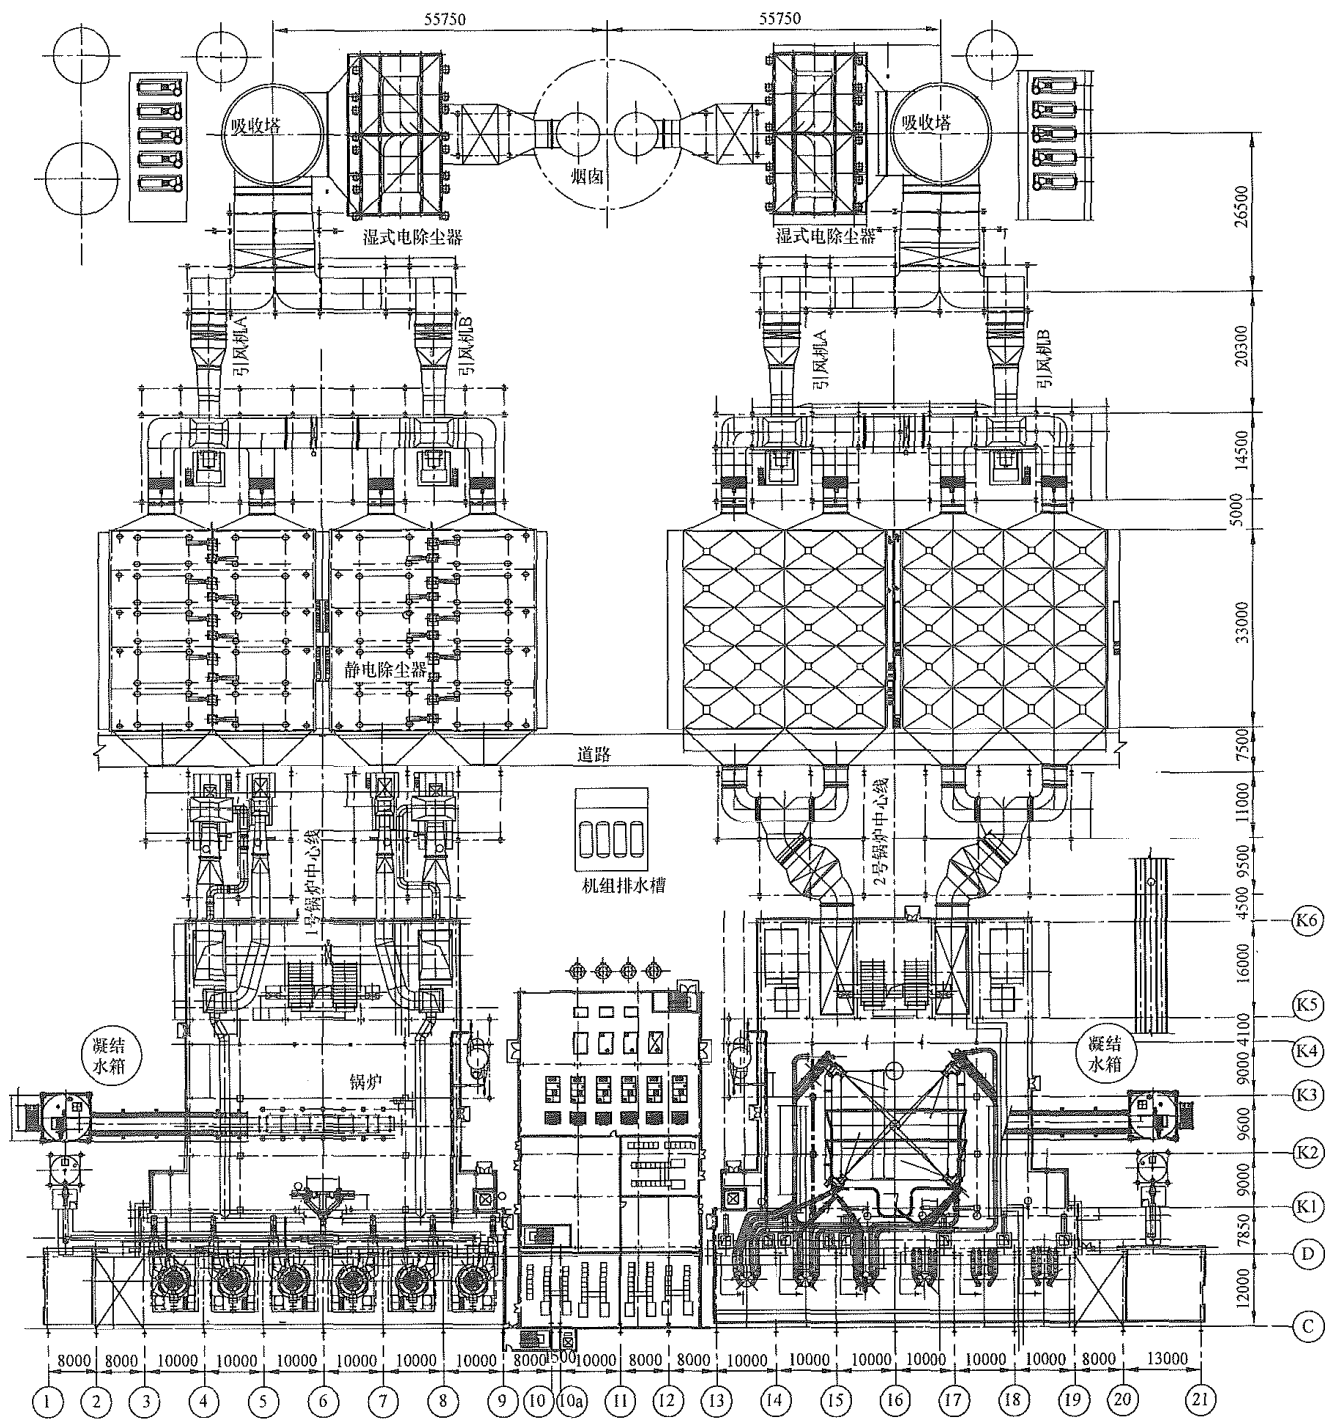 55750
55750
吸收塔
吸收塔
烟囱
湿式电除尘器
湿式电除尘器
26500
引风机A
引风机B
引风机A
引风机B
20300
14500
5000
33000
静电除尘器
道路
7500
11000
1号锅炉中心线
2号锅炉中心线
机组排水槽
9500
4500
K6
16000
K5
4100
凝结
水箱
凝结
水箱
K4
锅炉
9000
K3
9600
K2
9000
K1
7850
D
12000
C
8000
8000
10000
10000
10000
10000
10000
10000
8000
1500
10000
8000
8000
10000
10000
10000
10000
10000
10000
8000
13000
1
2
3
4
5
6
7
8
9
10
10a
11
12
13
14
15
16
17
18
19
20
21